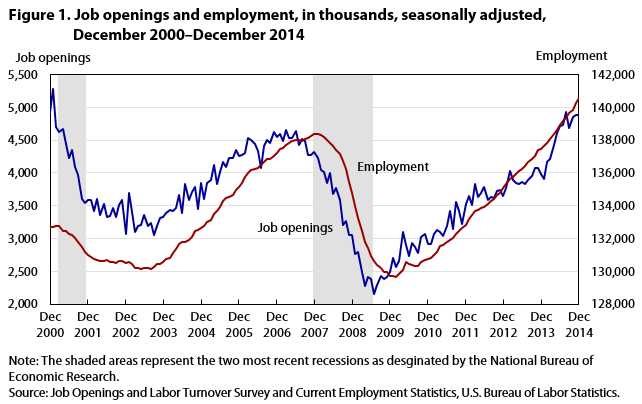 Figure 1. Job openings and employment, in thousands, seasonally adjusted,
December 2000–December 2014
Job openings
Employment
5,500
5,000
4,500
4,000
3,500
3,000
2,500
2,000
142,000
140,000
138,000
136,000
134,000
132,000
130,000
128,000
Employment
Job openings
Dec Dec Dec Dec Dec Dec Dec Dec Dec Dec Dec Dec Dec Dec Dec
2000 2001 2002 2003 2004 2005 2006 2007 2008 2009 2010 2011 2012 2013 2014
Note: The shaded areas represent the two most recent recessions as desginated by the National Bureau of
Economic Research.
Source: Job Openings and Labor Turnover Survey and Current Employment Statistics, U.S. Bureau of Labor Statistics.